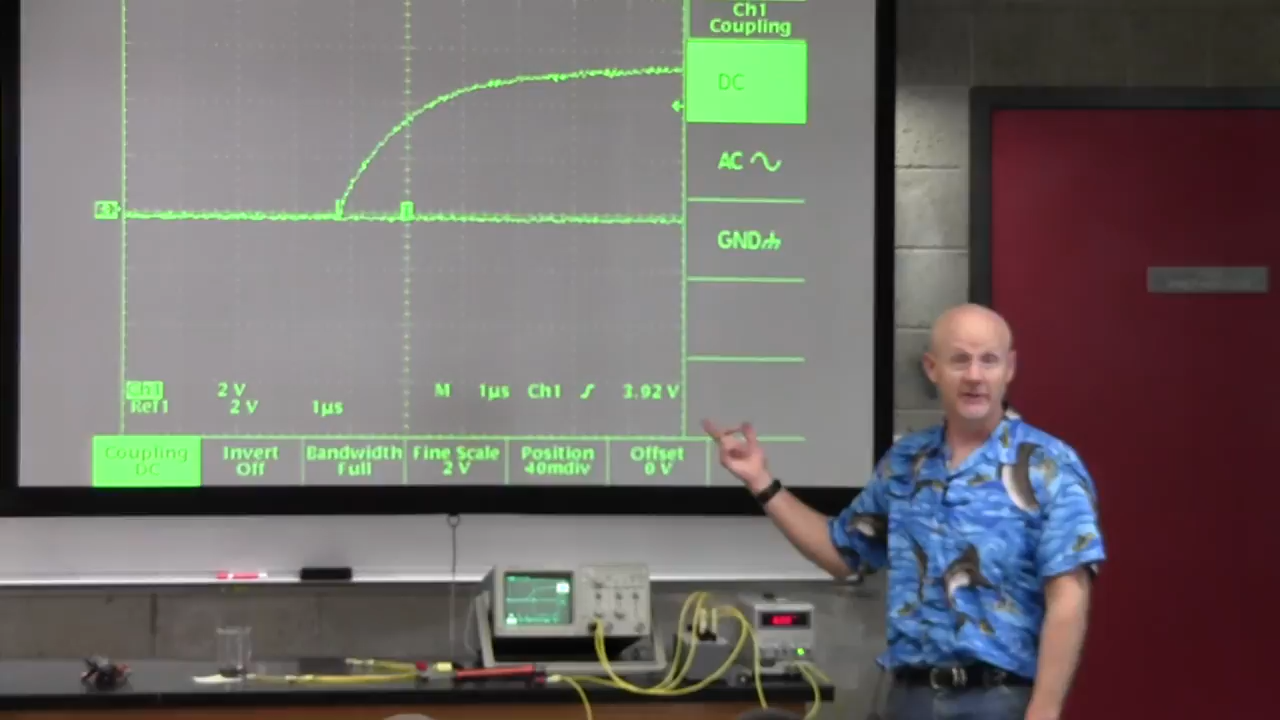 Ch1
Coupling
DC
AC
GND
Ch1 2 V M 1µs Ch1 3.92 V
Ref1 2 V 1µs
Coupling DC
Invert Off
Bandwidth Full
Fine Scale 2 V
Position 40mdiv
Offset 0 V